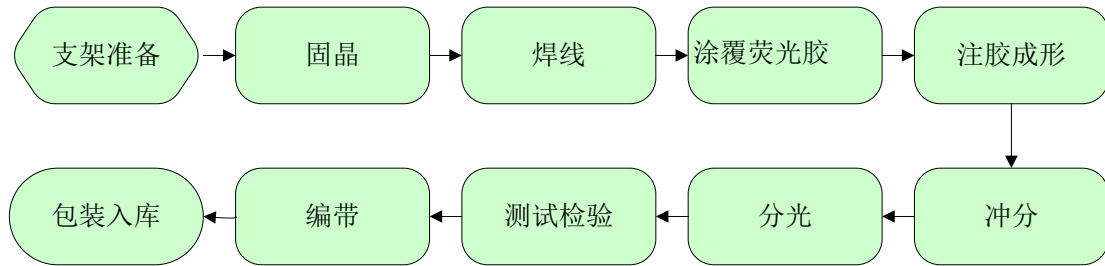 支架准备
固晶
焊线
涂覆荧光胶
注胶成形
冲分
分光
测试检验
编带
包装入库